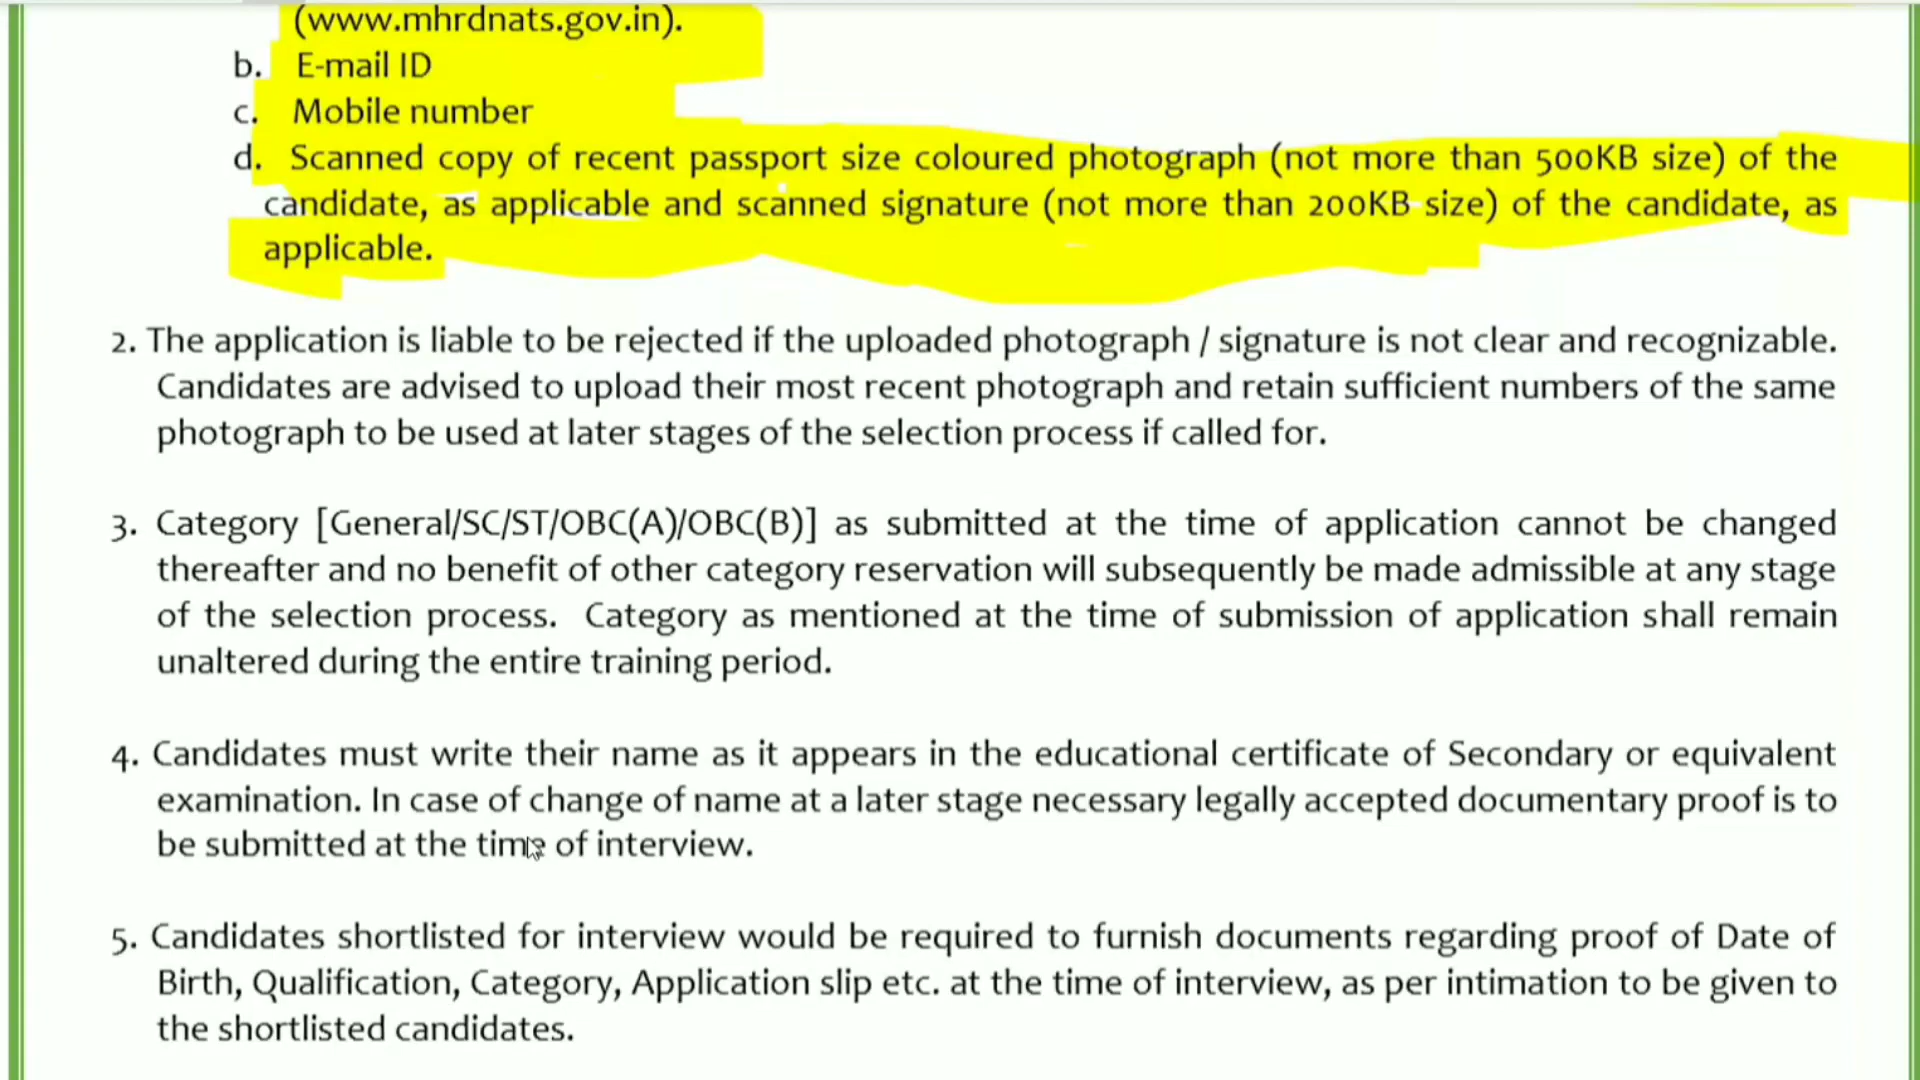 (www.mhrdnats.gov.in).
b. E-mail ID
c. Mobile number
d. Scanned copy of recent passport size coloured photograph (not more than 500KB size) of the
candidate, as applicable and scanned signature (not more than 200KB size) of the candidate, as
applicable.
2. The application is liable to be rejected if the uploaded photograph / signature is not clear and recognizable.
Candidates are advised to upload their most recent photograph and retain sufficient numbers of the same
photograph to be used at later stages of the selection process if called for.
3. Category [General/SC/ST/OBC(A)/OBC(B)] as submitted at the time of application cannot be changed
thereafter and no benefit of other category reservation will subsequently be made admissible at any stage
of the selection process. Category as mentioned at the time of submission of application shall remain
unaltered during the entire training period.
4. Candidates must write their name as it appears in the educational certificate of Secondary or equivalent
examination. In case of change of name at a later stage necessary legally accepted documentary proof is to
be submitted at the time of interview.
5. Candidates shortlisted for interview would be required to furnish documents regarding proof of Date of
Birth, Qualification, Category, Application slip etc. at the time of interview, as per intimation to be given to
the shortlisted candidates.